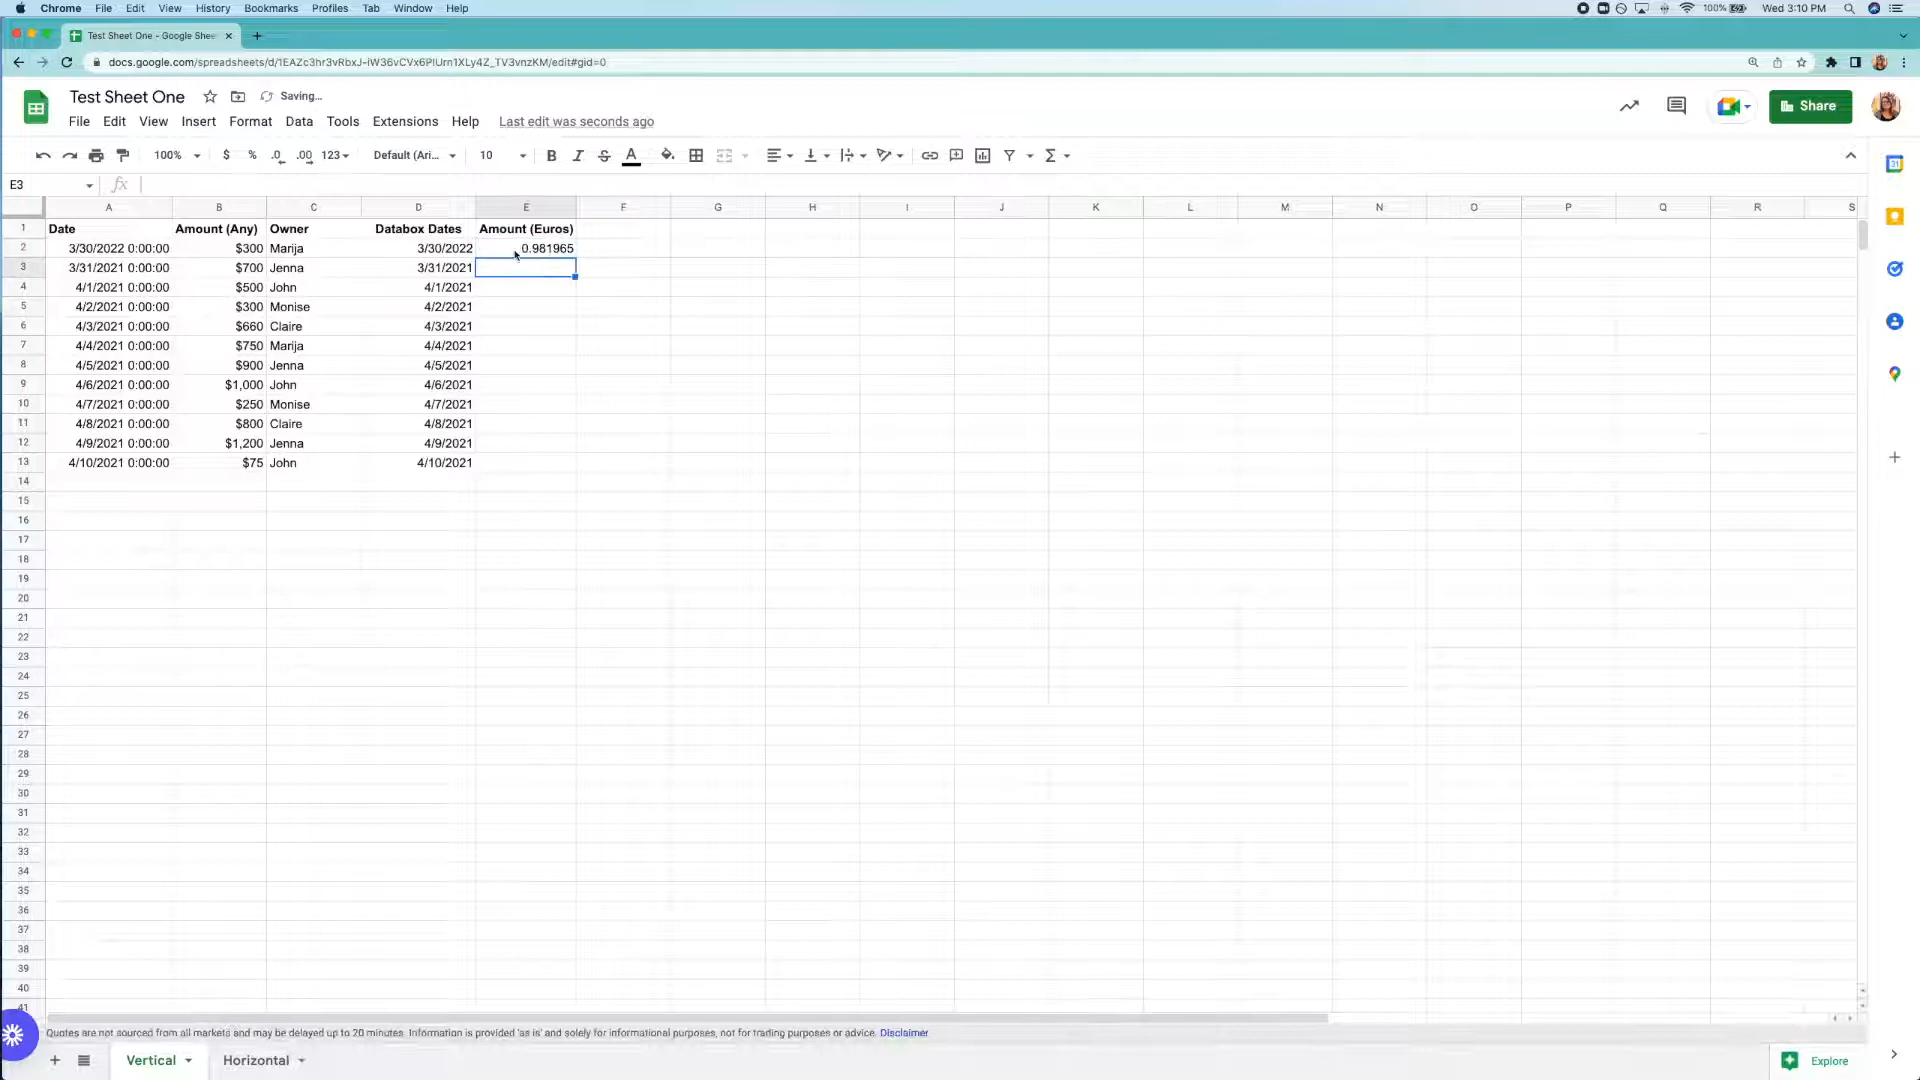 Chrome File Edit View History Bookmarks Profiles Tab Window Help 100% Wed 3:10 PM
Test Sheet One - Google Shee
docs.google.com/spreadsheets/d/1EAZc3hr3vRbxJ-iW36vCVx6PlUrn1XLy4Z_TV3vnzKM/edit#gid=0
Test Sheet One Saving...
File Edit View Insert Format Data Tools Extensions Help Last edit was seconds ago
Share
100% $ % .0 .00 123 Default (Ari... 10 B I S A Σ
31
E3 fx
A B C D E F G H I J K L M N O P Q R S
1 Date Amount (Any) Owner Databox Dates Amount (Euros)
2 3/30/2022 0:00:00 $300 Marija 3/30/2022 0.981965
3 3/31/2021 0:00:00 $700 Jenna 3/31/2021
4 4/1/2021 0:00:00 $500 John 4/1/2021
5 4/2/2021 0:00:00 $300 Monise 4/2/2021
6 4/3/2021 0:00:00 $660 Claire 4/3/2021
7 4/4/2021 0:00:00 $750 Marija 4/4/2021
8 4/5/2021 0:00:00 $900 Jenna 4/5/2021
9 4/6/2021 0:00:00 $1,000 John 4/6/2021
10 4/7/2021 0:00:00 $250 Monise 4/7/2021
11 4/8/2021 0:00:00 $800 Claire 4/8/2021
12 4/9/2021 0:00:00 $1,200 Jenna 4/9/2021
13 4/10/2021 0:00:00 $75 John 4/10/2021
14
15
16
17
18
19
20
21
22
23
24
25
26
27
28
29
30
31
32
33
34
35
36
37
38
39
40
41
Quotes are not sourced from all markets and may be delayed up to 20 minutes. Information is provided 'as is' and solely for informational purposes, not for trading purposes or advice. Disclaimer
Vertical Horizontal Explore